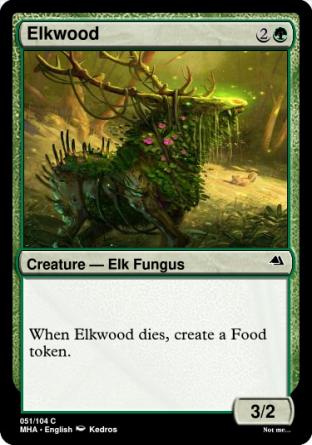 Elkwood 2
Creature — Elk Fungus
When Elkwood dies, create a Food
token.
3/2
051/104 C
MHA • English Kedros
Not me...